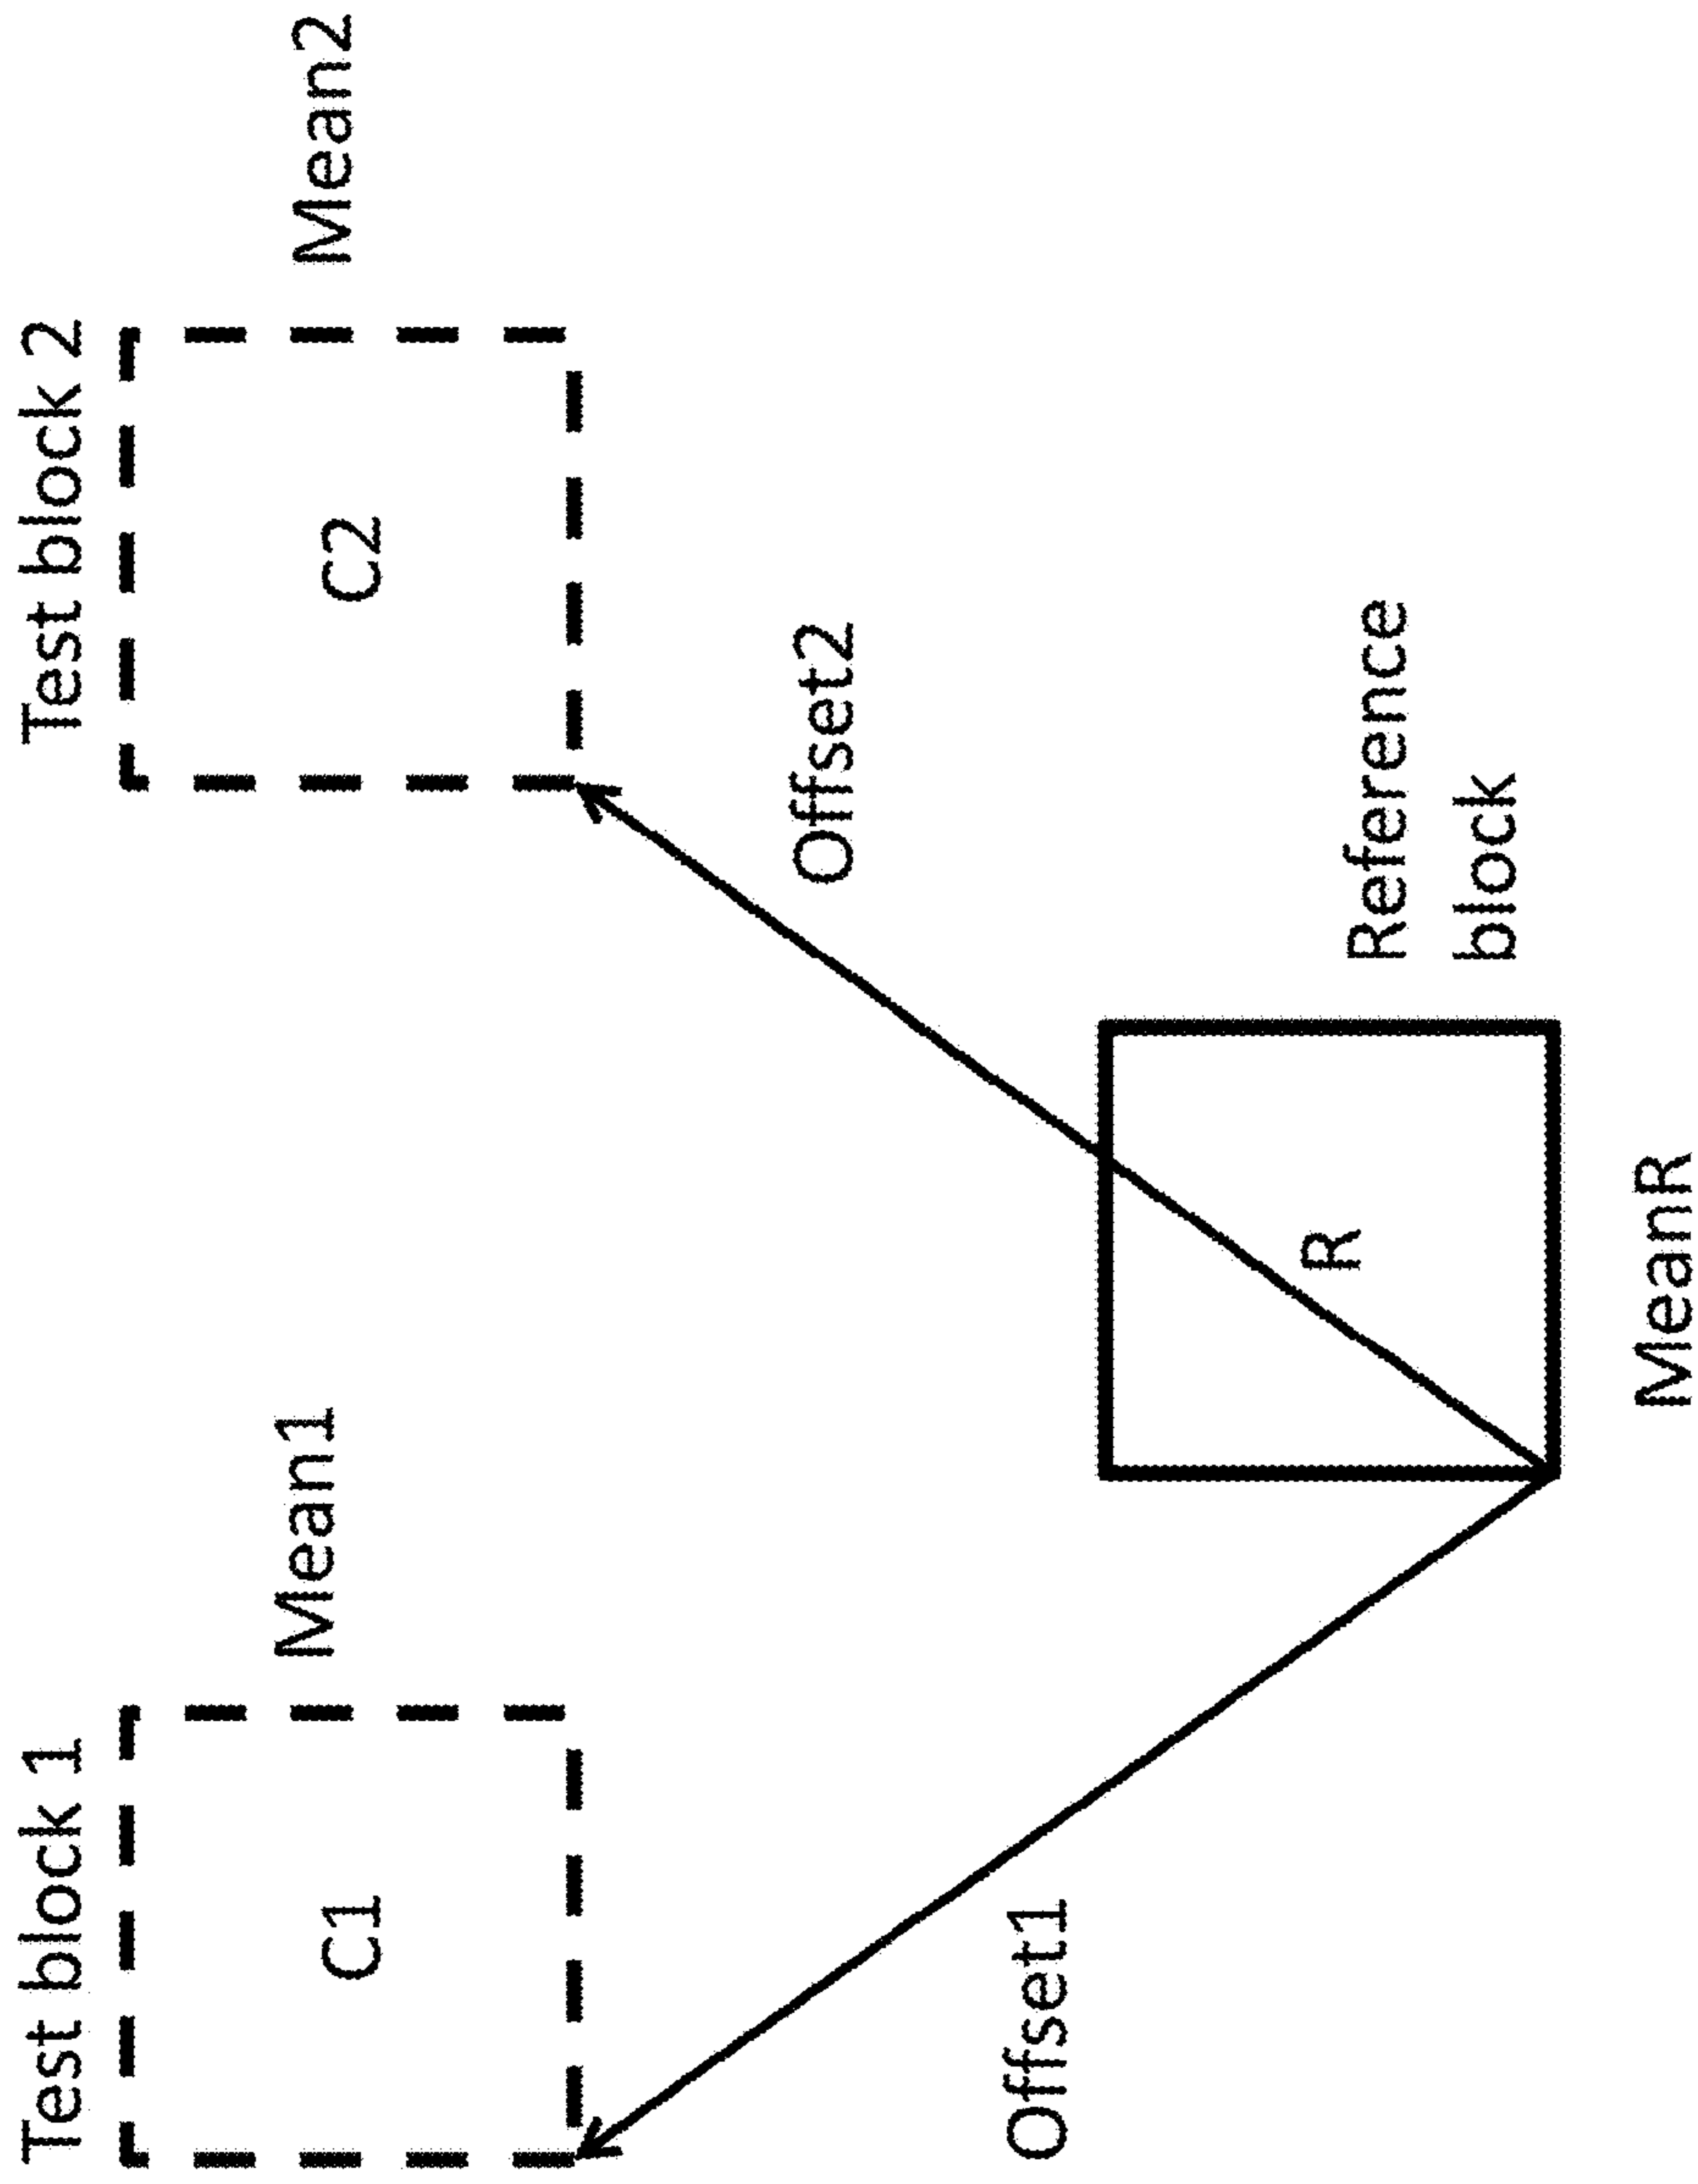 Test block 1
Test block 2
C1
Mean1
C2
Mean2
Offset1
Offset2
R
Reference
block
MeanR